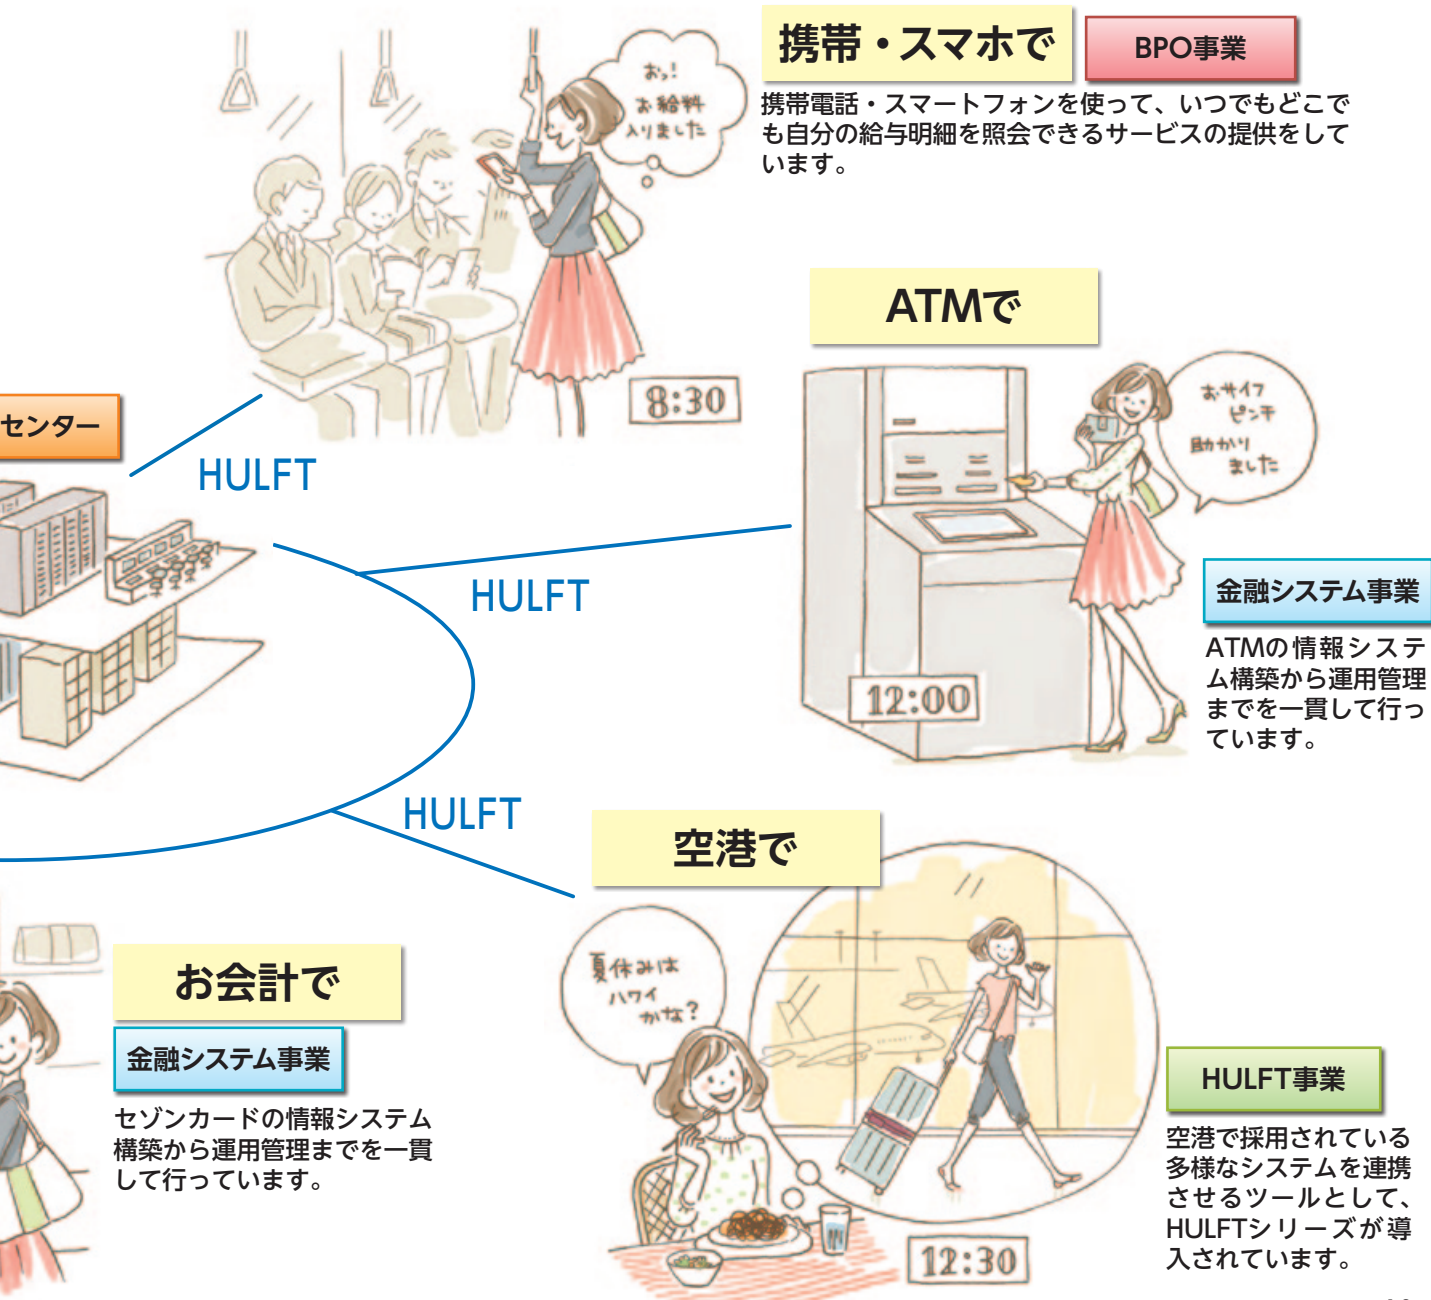 携帯・スマホで
BPO事業
携帯電話・スマートフォンを使って、いつでもどこで
も自分の給与明細を照会できるサービスの提供をして
います。
おっ!
お給料
入りました
8:30
ATMで
おサイフ
ピンチ
助かり
ました
12:00
金融システム事業
ATMの情報システ
ム構築から運用管理
までを一貫して行っ
ています。
センター
HULFT
HULFT
HULFT
空港で
夏休みは
ハワイ
かな?
12:30
HULFT事業
空港で採用されている
多様なシステムを連携
させるツールとして、
HULFTシリーズが導
入されています。
お会計で
金融システム事業
セゾンカードの情報システム
構築から運用管理までを一貫
して行っています。